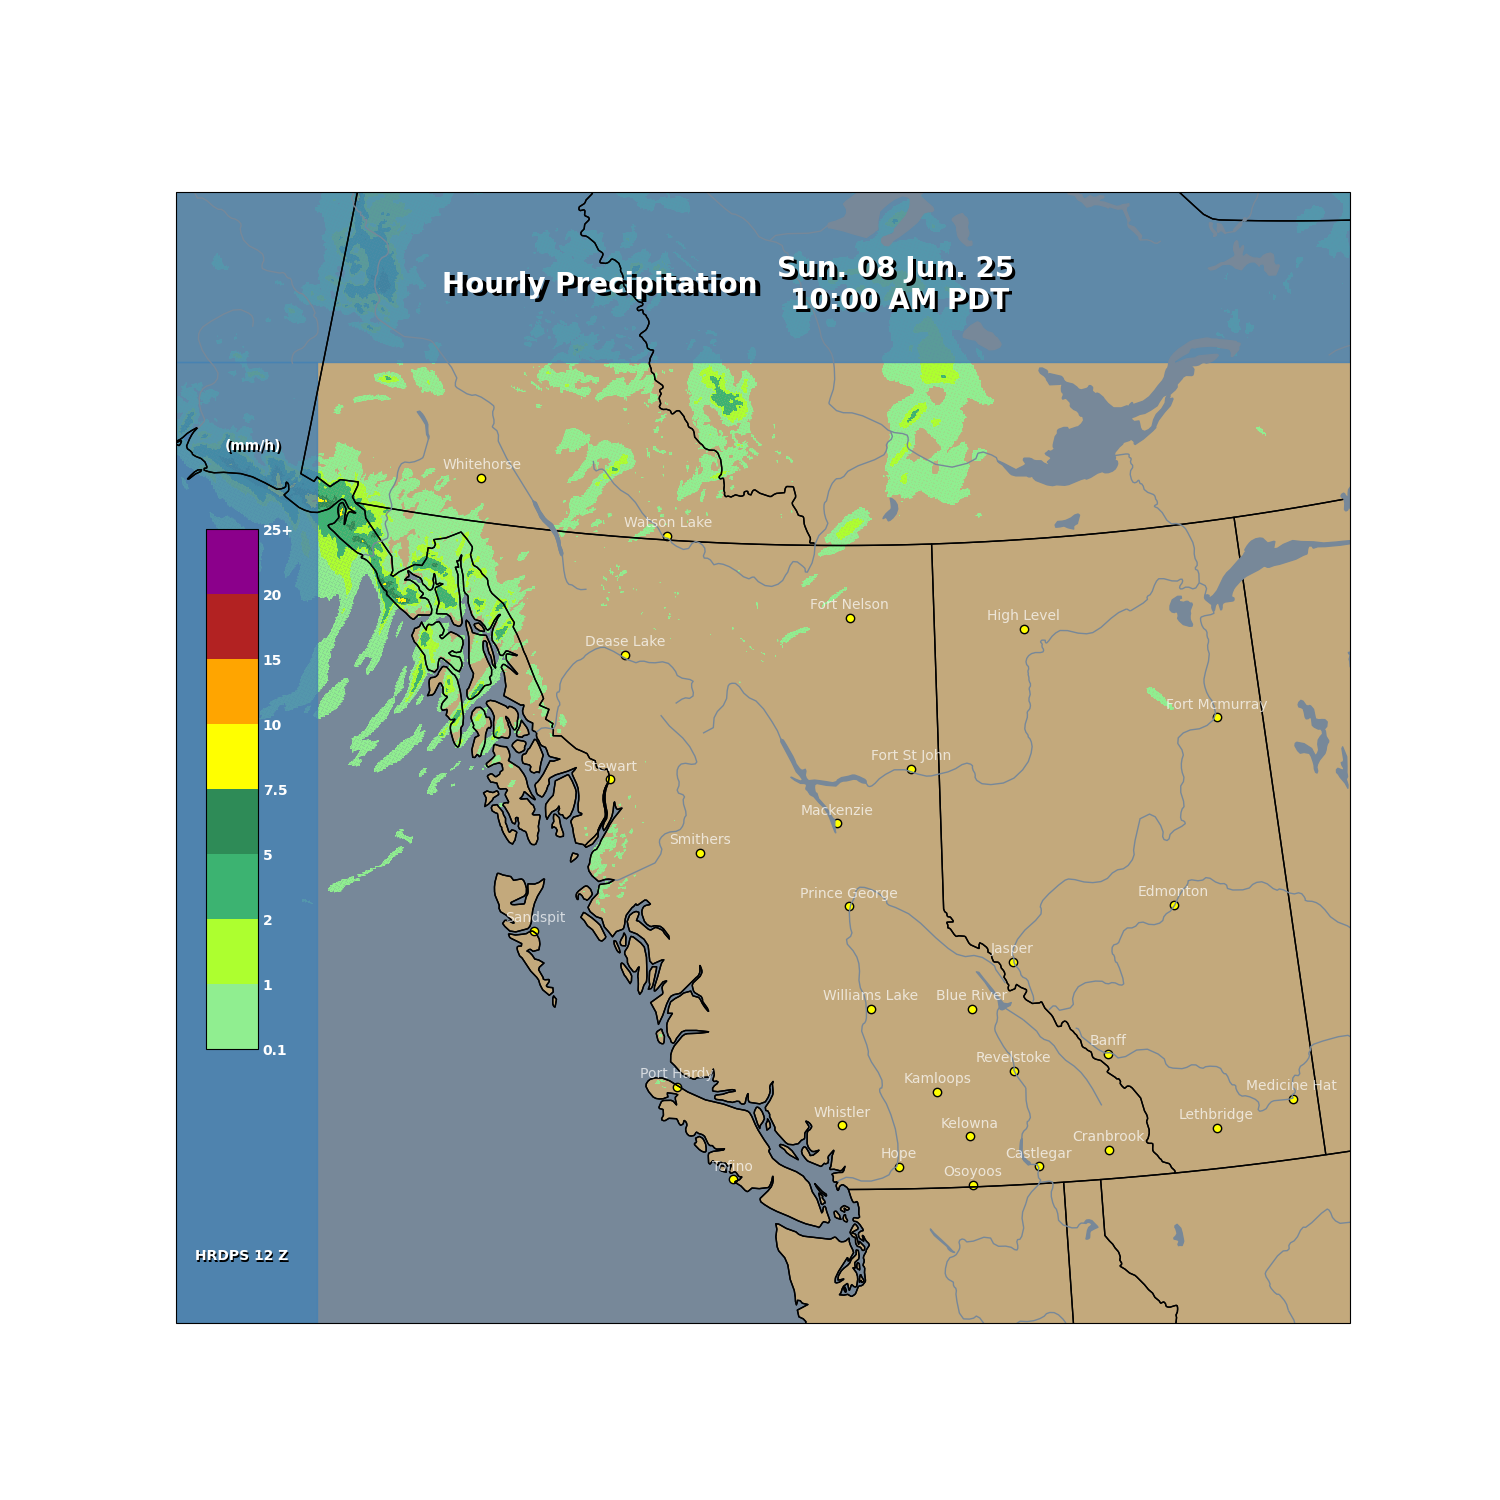 Hourly Precipitation
Sun. 08 Jun. 25
10:00 AM PDT
(mm/h)
Whitehorse
Watson Lake
25+
20
15
10
7.5
5
2
1
0.1
Fort Nelson
High Level
Dease Lake
Fort Mcmurray
Fort St John
Stewart
Mackenzie
Smithers
Edmonton
Prince George
Sandspit
Jasper
Williams Lake
Blue River
Banff
Revelstoke
Port Hardy
Kamloops
Medicine Hat
Whistler
Lethbridge
Kelowna
Cranbrook
Hope
Castlegar
Tofino
Osoyoos
HRDPS 12 Z